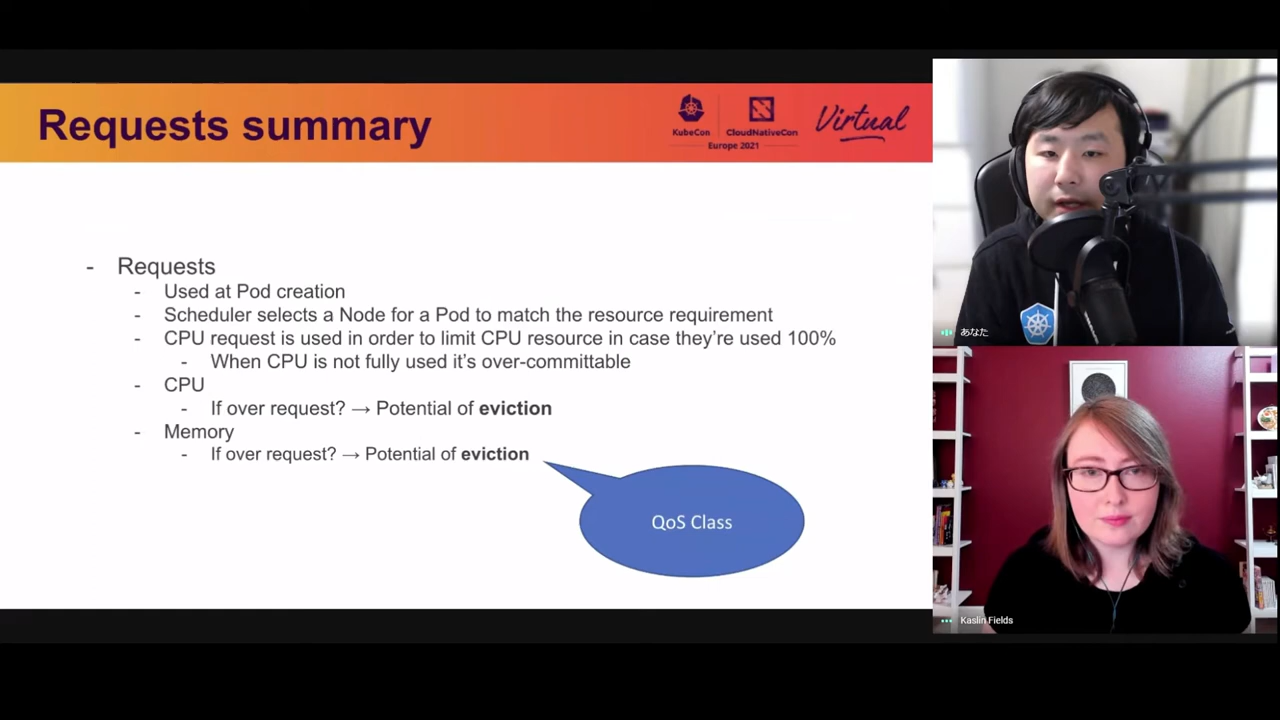 Requests summary
KubeCon
CloudNativeCon
Europe 2021
Virtual
- Requests
- Used at Pod creation
- Scheduler selects a Node for a Pod to match the resource requirement
- CPU request is used in order to limit CPU resource in case they’re used 100%
- When CPU is not fully used it’s over-committable
- CPU
- If over request? → Potential of eviction
- Memory
- If over request? → Potential of eviction
QoS Class
あなた
Kaslin Fields